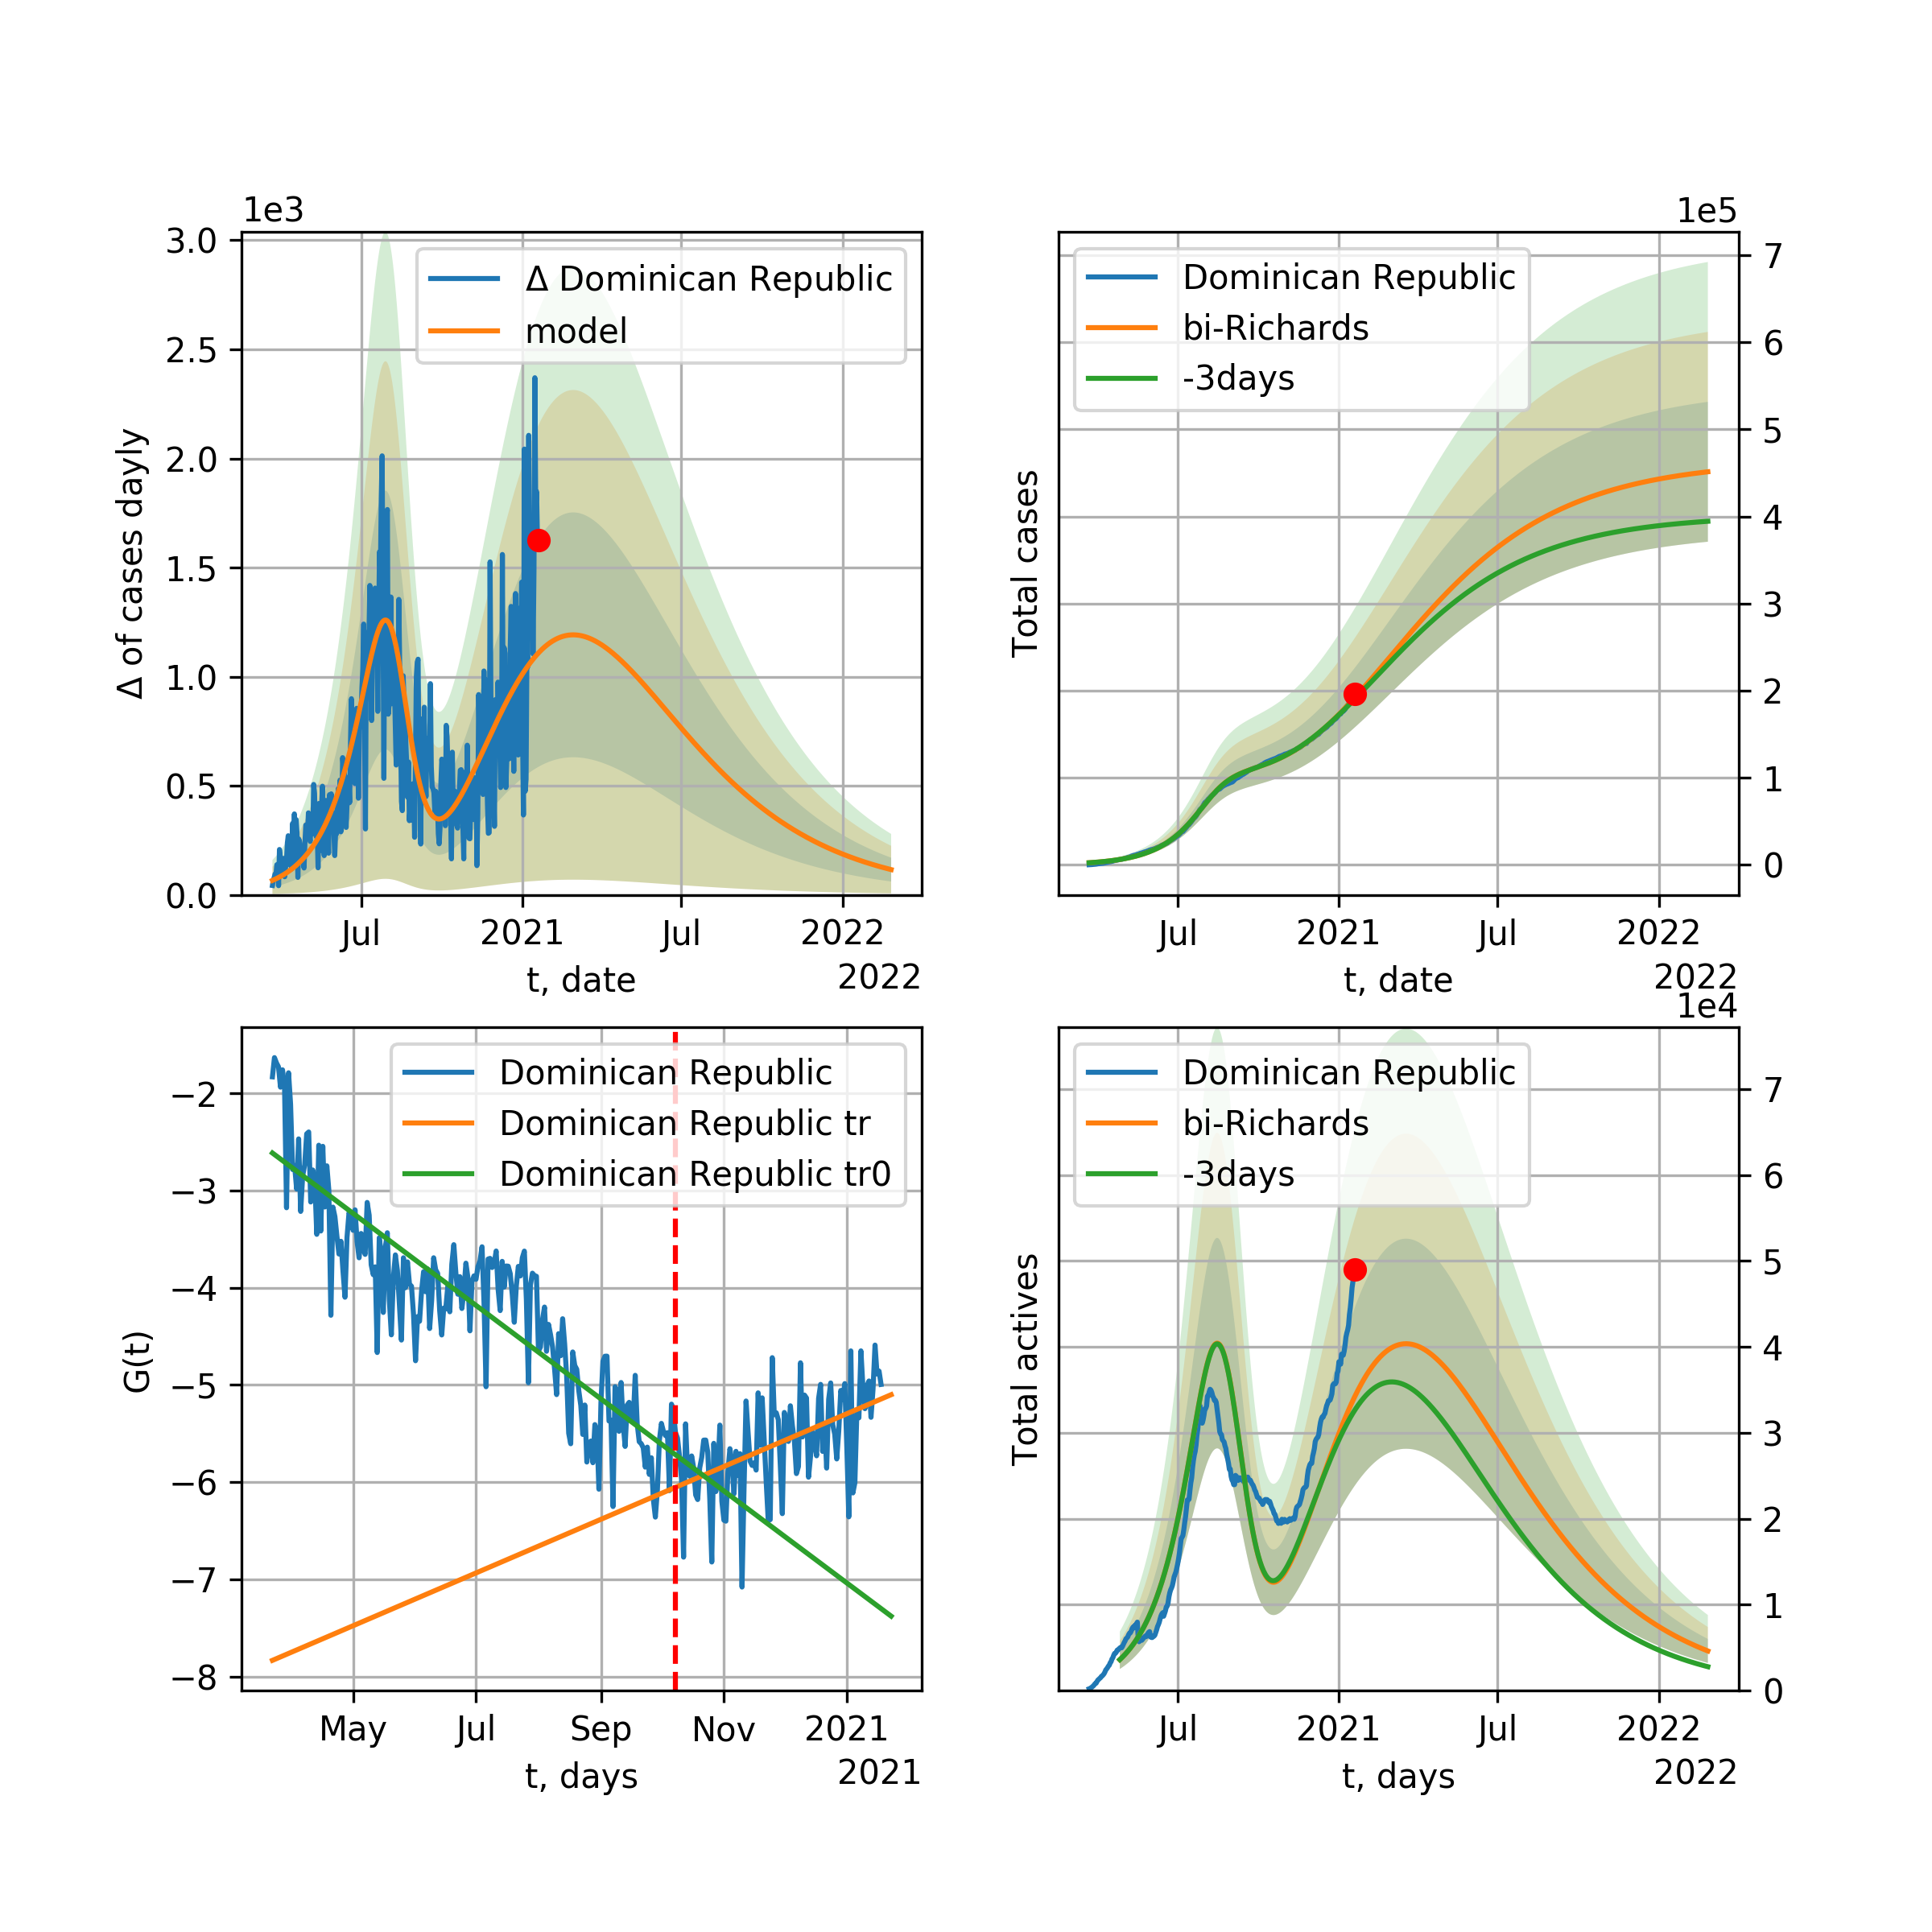 1e3
3.0
2.5
2.0
1.5
1.0
0.5
0.0
Δ of cases dayly
Δ Dominican Republic
model
Jul 2021 Jul 2022
t, date 2022
1e5
7
6
5
4
3
2
1
0
Total cases
Dominican Republic
bi-Richards
-3days
Jul 2021 Jul 2022
t, date 2022
−2
−3
−4
−5
−6
−7
−8
G(t)
Dominican Republic
Dominican Republic tr
Dominican Republic tr0
May Jul Sep Nov 2021
t, days 2021
1e4
7
6
5
4
3
2
1
0
Total actives
Dominican Republic
bi-Richards
-3days
Jul 2021 Jul 2022
t, days 2022